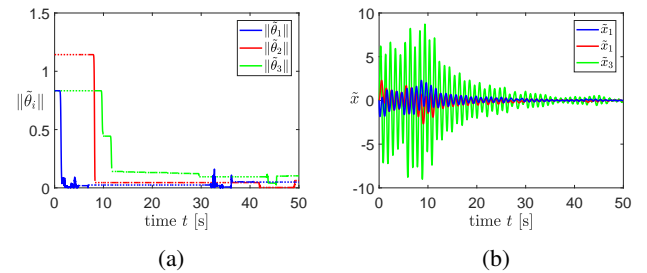 1.5
1
0.5
0
‖θ̃ᵢ‖
‖θ̃₁‖
‖θ̃₂‖
‖θ̃₃‖
0 10 20 30 40 50
time t [s]
(a)
10
5
0
-5
-10
x̃
x̃₁
x̃₁
x̃₃
0 10 20 30 40 50
time t [s]
(b)